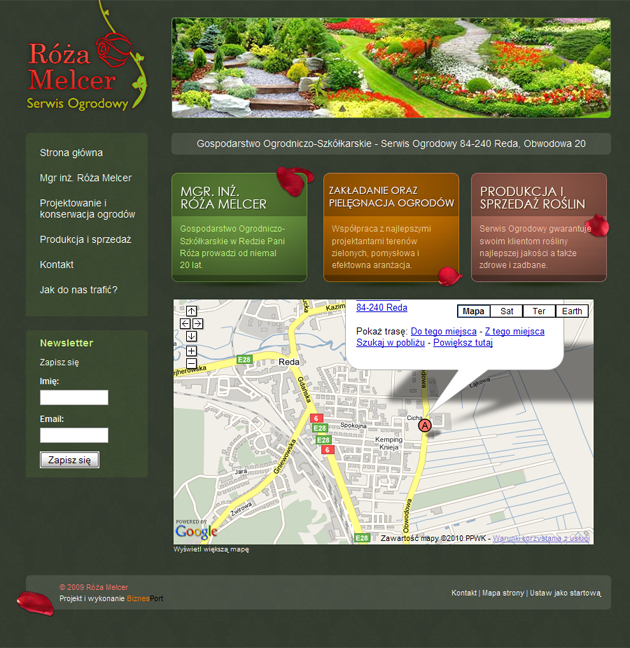 Róża
Melcer
Serwis Ogrodowy
Gospodarstwo Ogrodniczo-Szkółkarskie - Serwis Ogrodowy 84-240 Reda, Obwodowa 20
Strona główna
Mgr inż. Róża Melcer
Projektowanie i
konserwacja ogrodów
Produkcja i sprzedaż
Kontakt
Jak do nas trafić?
Newsletter
Zapisz się
Imię:
Email:
Zapisz się
MGR. INŻ.
RÓŻA MELCER
Gospodarstwo Ogrodniczo-
Szkółkarskie w Redzie Pani
Róża prowadzi od niemal
20 lat.
ZAKŁADANIE ORAZ
PIELĘGNACJA OGRODÓW
Współpraca z najlepszymi
projektantami terenów
zielonych, pomysłowa i
efektowna aranżacja.
PRODUKCJA I
SPRZEDAŻ ROŚLIN
Serwis Ogrodowy gwarantuje
swoim klientom rośliny
najlepszej jakości a także
zdrowe i zadbane.
84-240 Reda
Mapa Sat Ter Earth
Pokaż trasę: Do tego miejsca - Z tego miejsca
Szukaj w pobliżu - Powiększ tutaj
E28
Reda
Gdańska
Łąkowa
Cicha
A
6
E28
E28
6
Spokojna
Kemping
Knieja
Gniewowska
Jara
Zwirowa
Obwodowa
E28
POWERED BY
Google
Zawartość mapy ©2010 PPWK - Warunki korzystania z usługi
Wyświetl większą mapę
© 2009 Róża Melcer
Projekt i wykonanie BiznesPort
Kontakt | Mapa strony | Ustaw jako startową